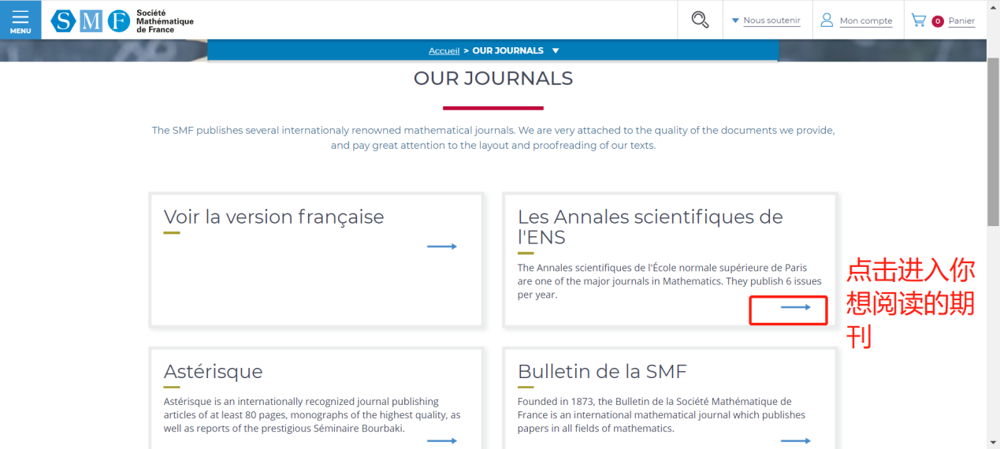 MENU
SMF
Société
Mathématique
de France
Nous soutenir
Mon compte
0 Panier
Accueil > OUR JOURNALS ▼
OUR JOURNALS
The SMF publishes several internationaly renowned mathematical journals. We are very attached to the quality of the documents we provide,
and pay great attention to the layout and proofreading of our texts.
Voir la version française
Les Annales scientifiques de
l'ENS
The Annales scientifiques de l'École normale supérieure de Paris
are one of the major journals in Mathematics. They publish 6 issues
per year.
点击进入你
想阅读的期
刊
Astérisque
Astérisque is an internationally recognized journal publishing
articles of at least 80 pages, monographs of the highest quality, as
well as reports of the prestigious Séminaire Bourbaki.
Bulletin de la SMF
Founded in 1873, the Bulletin de la Société Mathématique de
France is an international mathematical journal which publishes
papers in all fields of mathematics.